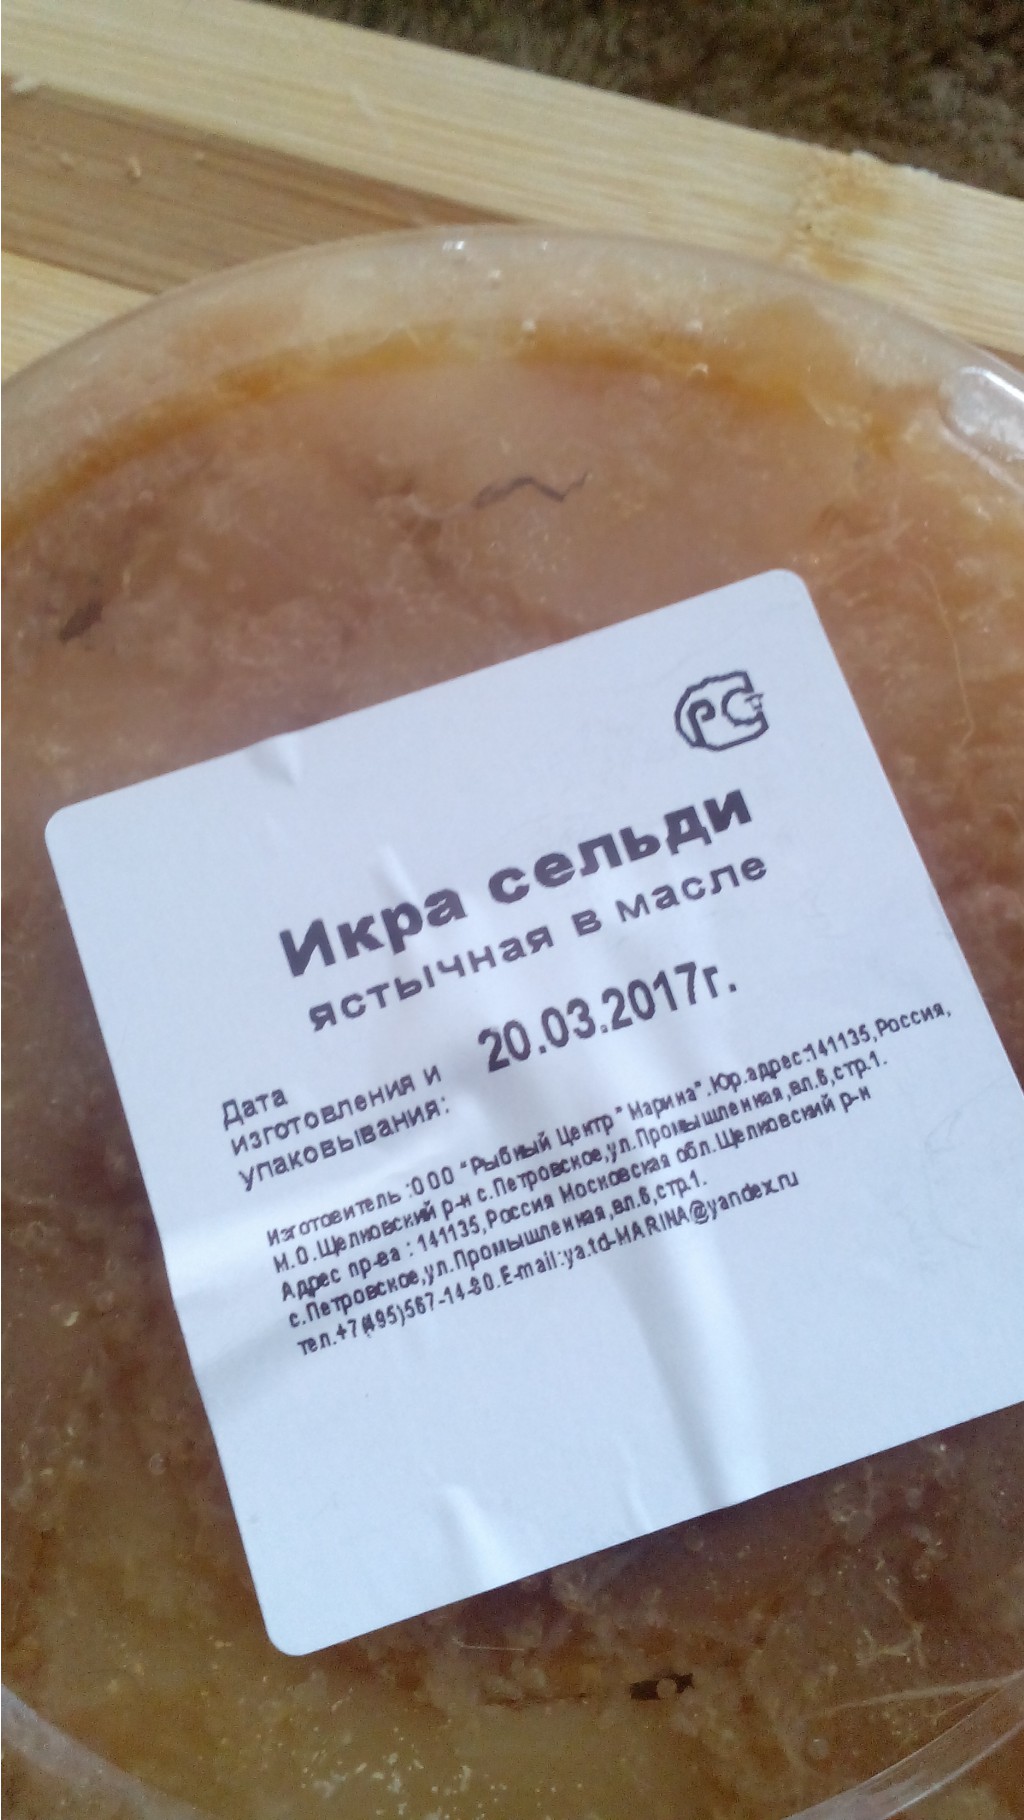 РС
Икра сельди
ястычная в масле
Дата
изготовления и
упаковывания:
20.03.2017г.
Изготовитель :ООО "Рыбный Центр" Марина".Юр.адрес:141135,Россия,
М.О.Щелковский р-н с.Петровское,ул.Промышленная,вл.6,стр.1.
Адрес пр-ва : 141135,Россия Московская обл.Щелковский р-н
с.Петровское,ул.Промышленная,вл.6,стр.1.
тел.+7(495)567-14-80.E-mail:ya.td-MARINA@yandex.ru